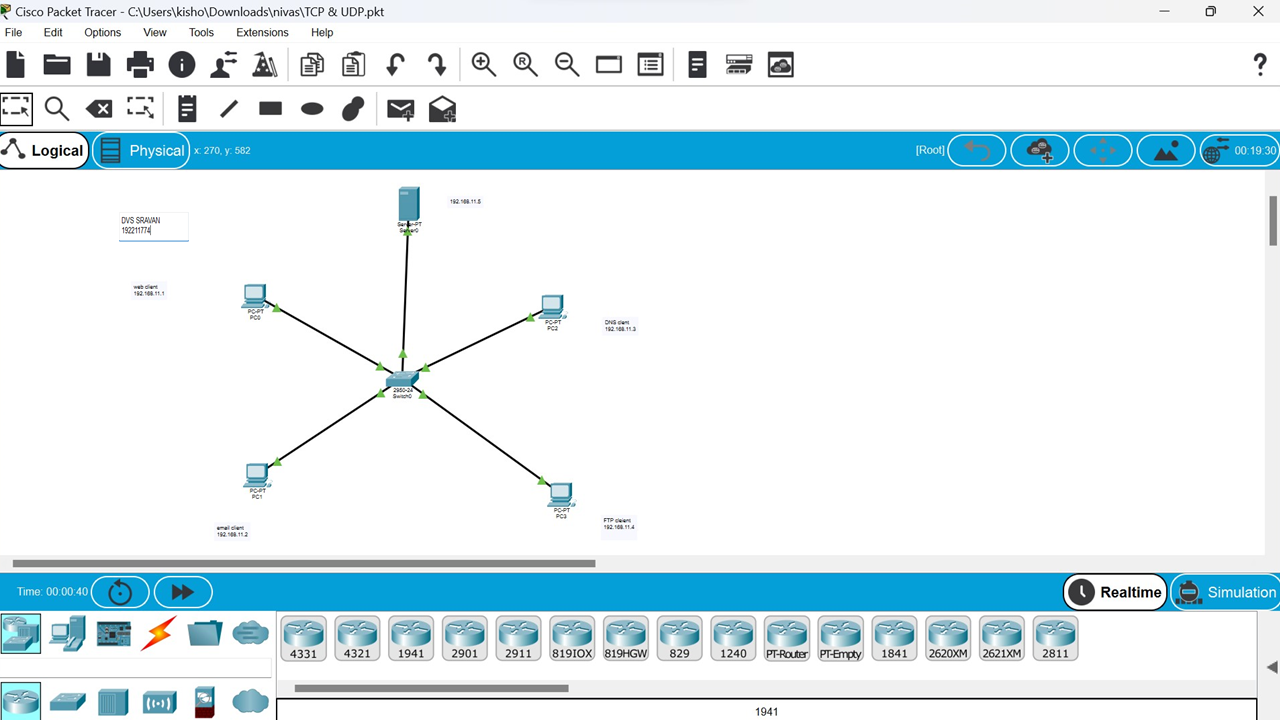 Cisco Packet Tracer - C:\Users\kisho\Downloads\nivas\TCP & UDP.pkt
File Edit Options View Tools Extensions Help
Logical Physical x: 270, y: 582 [Root] 00:19:30
DVS SRAVAN
192211774
192.168.11.5
Server-PT
Server0
web client
192.168.11.1
PC-PT
PC0
PC-PT
PC2
DNS client
192.168.11.3
2950-24
Switch0
PC-PT
PC1
PC-PT
PC3
email client
192.168.11.2
FTP cleient
192.168.11.4
Time: 00:00:40 Realtime Simulation
4331 4321 1941 2901 2911 819IOX 819HGW 829 1240 PT-Router PT-Empty 1841 2620XM 2621XM 2811
1941